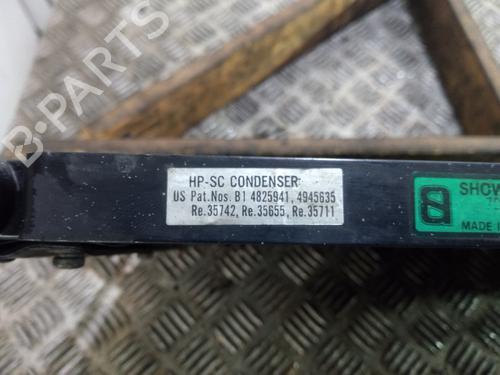 HP-SC CONDENSER
US Pat.Nos. B1 4825941, 4945635
Re.35742, Re.35655, Re.35711
SHOW
MADE I
B-PARTS